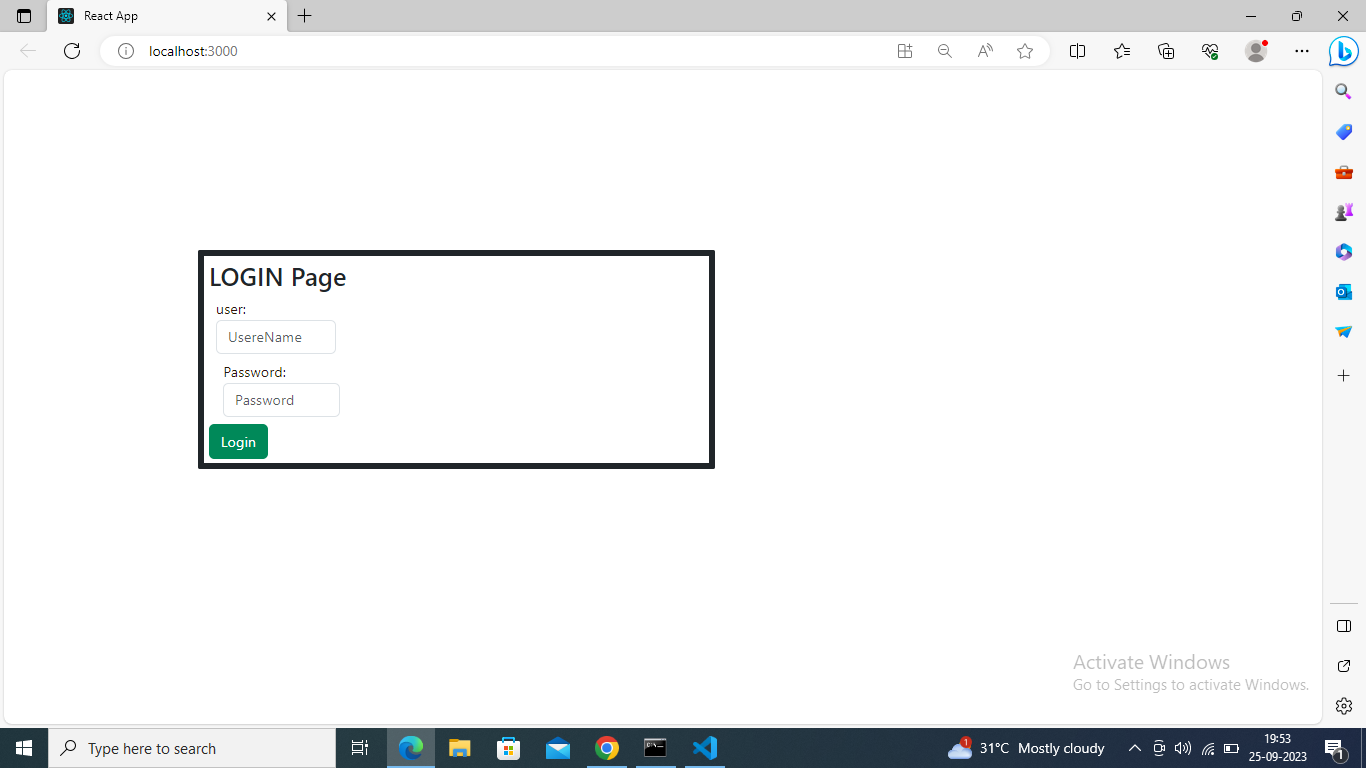 React App
localhost:3000
LOGIN Page
user:
UsereName
Password:
Password
Login
Activate Windows
Go to Settings to activate Windows.
Type here to search
1
31°C Mostly cloudy
19:53
25-09-2023
1